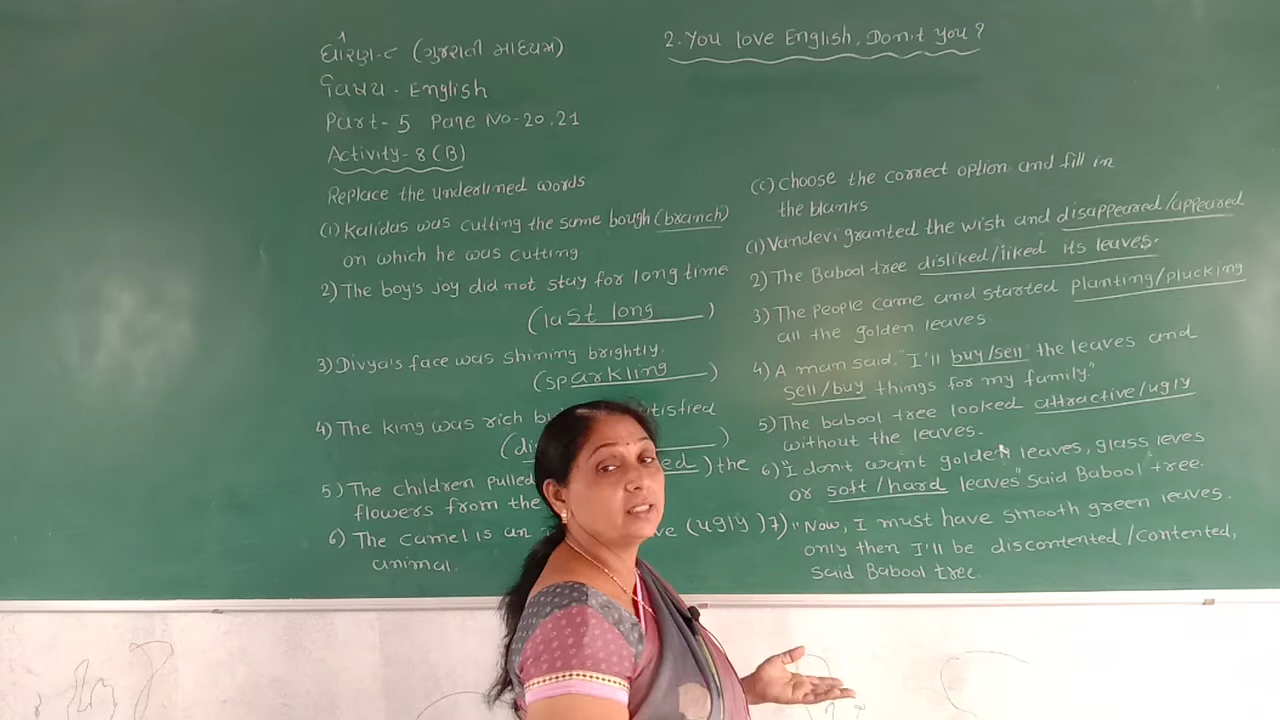 ધોરણ-૮ (ગુજરાતી માધ્યમ)
વિષય - English
Part- 5 Page No-20,21
Activity- 8 (B)
Replace the underlined words
(1) Kalidas was cutting the same bough (branch)
on which he was cutting.
2) The boy's joy did not stay for long time
(last long)
3) Divya's face was shining brightly.
(sparkling)
4) The king was rich
(di
5) The children pulled
ed) the
flowers from the
6) The camel is an
(ugly)
animal.
2. You love English, Don't you?
(C) Choose the correct option and fill in
the blanks
(1) Vandevi granted the wish and disappeared/appeared
2) The Babool tree disliked/liked its leaves.
3) The People came and started planting/plucking
all the golden leaves.
4) A man said, "I'll buy/sell the leaves and
sell/buy things for my family."
5) The babool tree looked attractive/ugly
without the leaves.
6) "I don't want golden leaves, glass leves
or soft/hard leaves" said Babool tree.
7) "Now, I must have smooth green leaves.
only then I'll be discontented/contented,
said Babool tree.